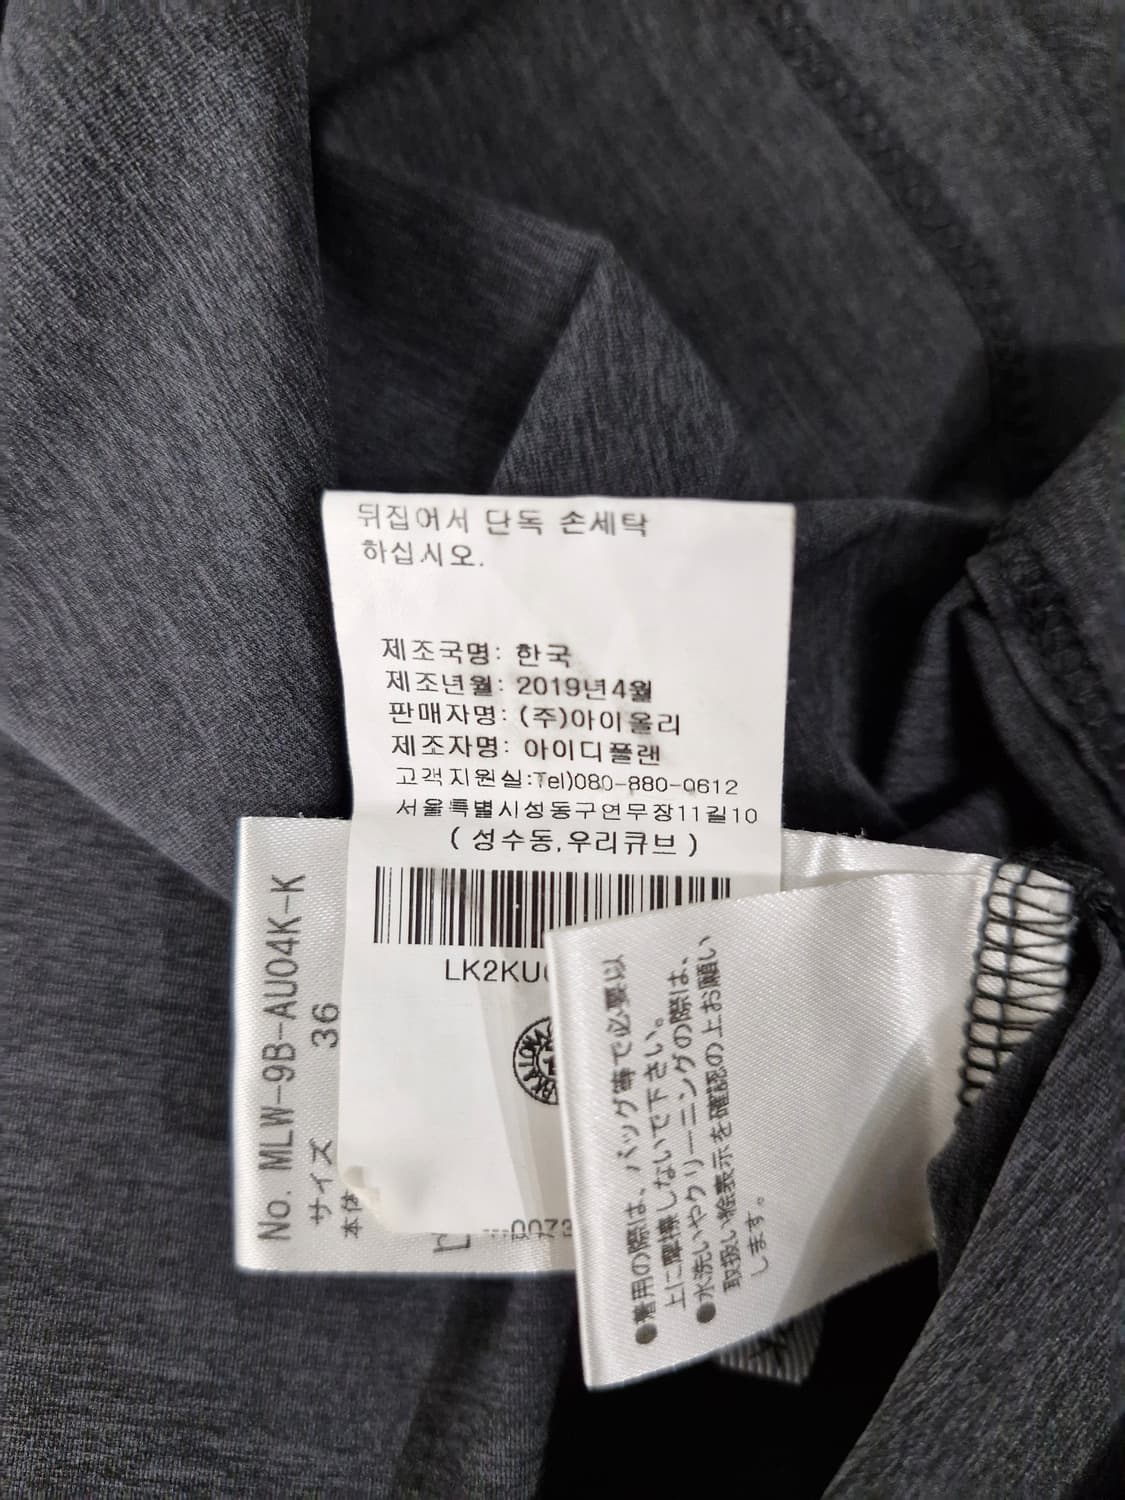 뒤집어서 단독 손세탁
하십시오.
제조국명: 한국
제조년월: 2019년4월
판매자명: (주)아이올리
제조자명: 아이디플랜
고객지원실:Tel)080-880-0612
서울특별시성동구연무장11길10
( 성수동,우리큐브 )
LK2KU
No. MLW-9B-AU04K-K
サイズ 36
本体
●着用の際は、バッグ等で必要以
上に摩擦しないで下さい。
●水洗いやクリーニングの際は、
取扱い絵表示を確認の上お願い
します。